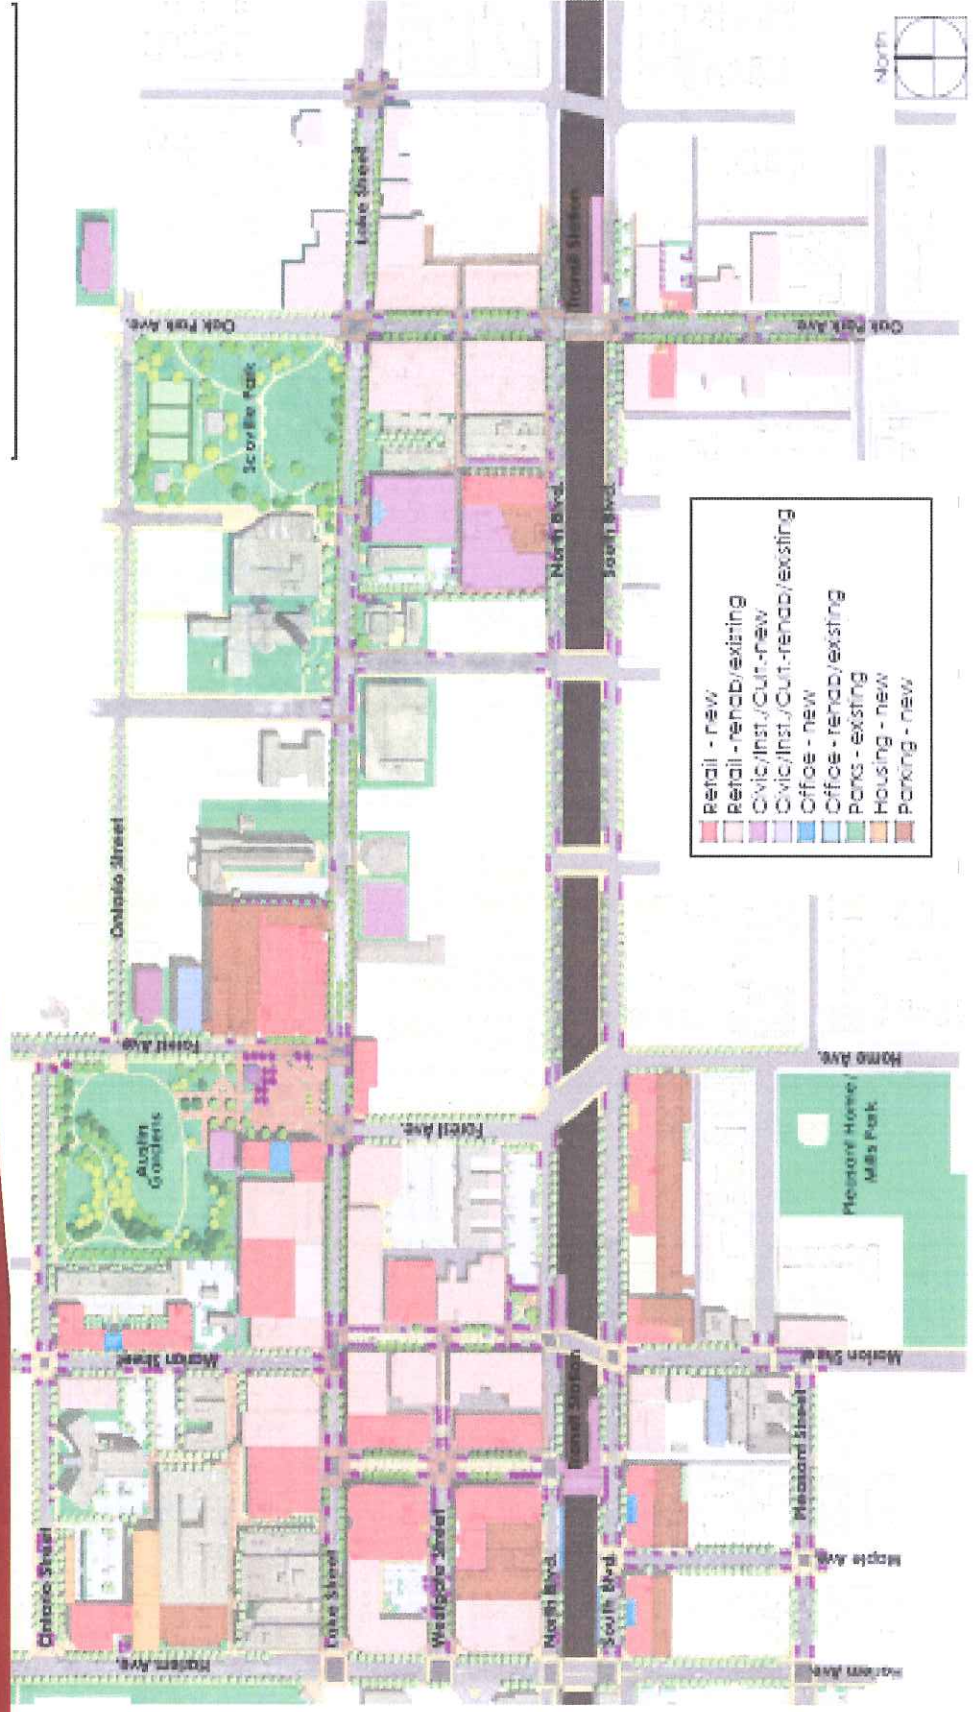 North
Ontario Street
Ontario Street
Lake Street
Lake Street
Westgate Street
North Blvd.
North Blvd.
South Blvd.
South Blvd.
Pleasant Street
Harlem Ave.
Harlem Ave.
Maple Ave.
Marion Street
Marion Street
Forest Ave.
Forest Ave.
Home Ave.
Oak Park Ave.
Oak Park Ave.
Austin
Gardens
Scoville Park
Pleasant Home/
Mills Park
Transit Station
Transit Station
Retail - new
Retail - rehab/existing
Civic/Inst./Cult.-new
Civic/Inst./Cult.-rehab/existing
Office - new
Office - rehab/existing
Parks - existing
Housing - new
Parking - new